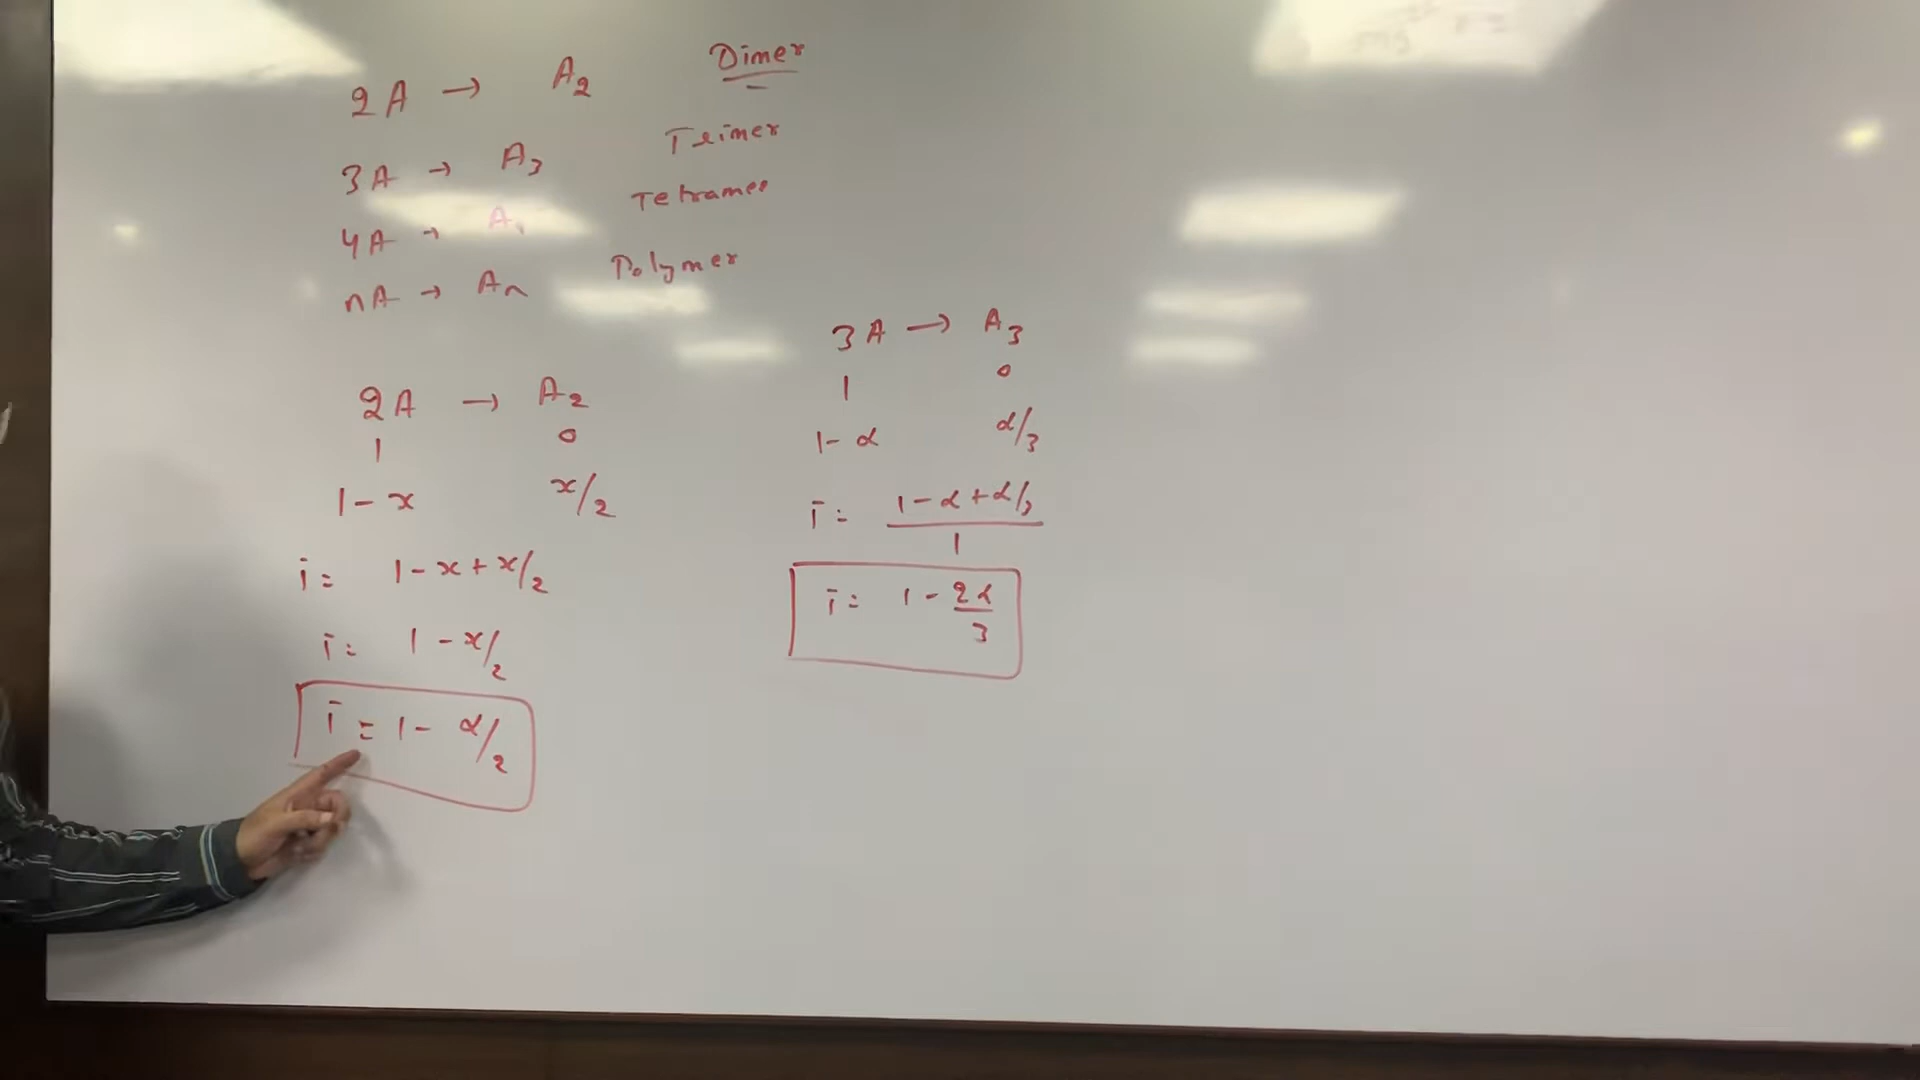 2A → A₂ Dimer
3A → A₃ Trimer
4A → A₄ Tetramer
nA → Aₙ Polymer
2A → A₂
1 0
1 - x x/2
i = 1 - x + x/2
i = 1 - x/2
i = 1 - α/2
3A → A₃
1 0
1 - α α/3
i = (1 - α + α/3)/1
i = 1 - 2α/3